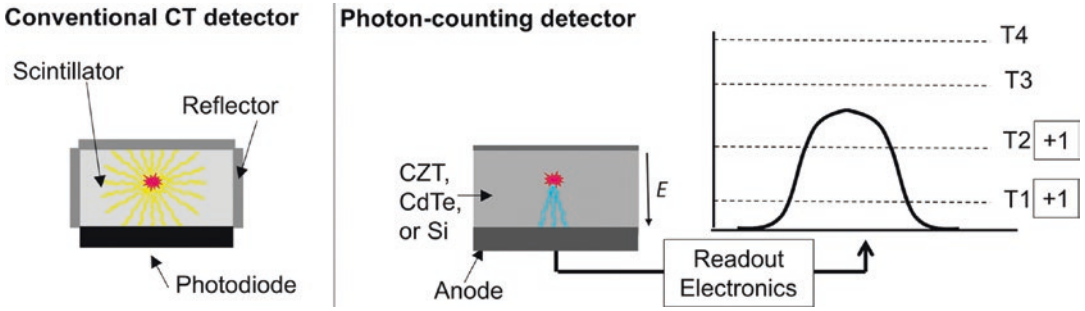 Conventional CT detector
Scintillator
Reflector
Photodiode
Photon-counting detector
CZT,
CdTe,
or Si
E
Anode
Readout
Electronics
T4
T3
T2 +1
T1 +1